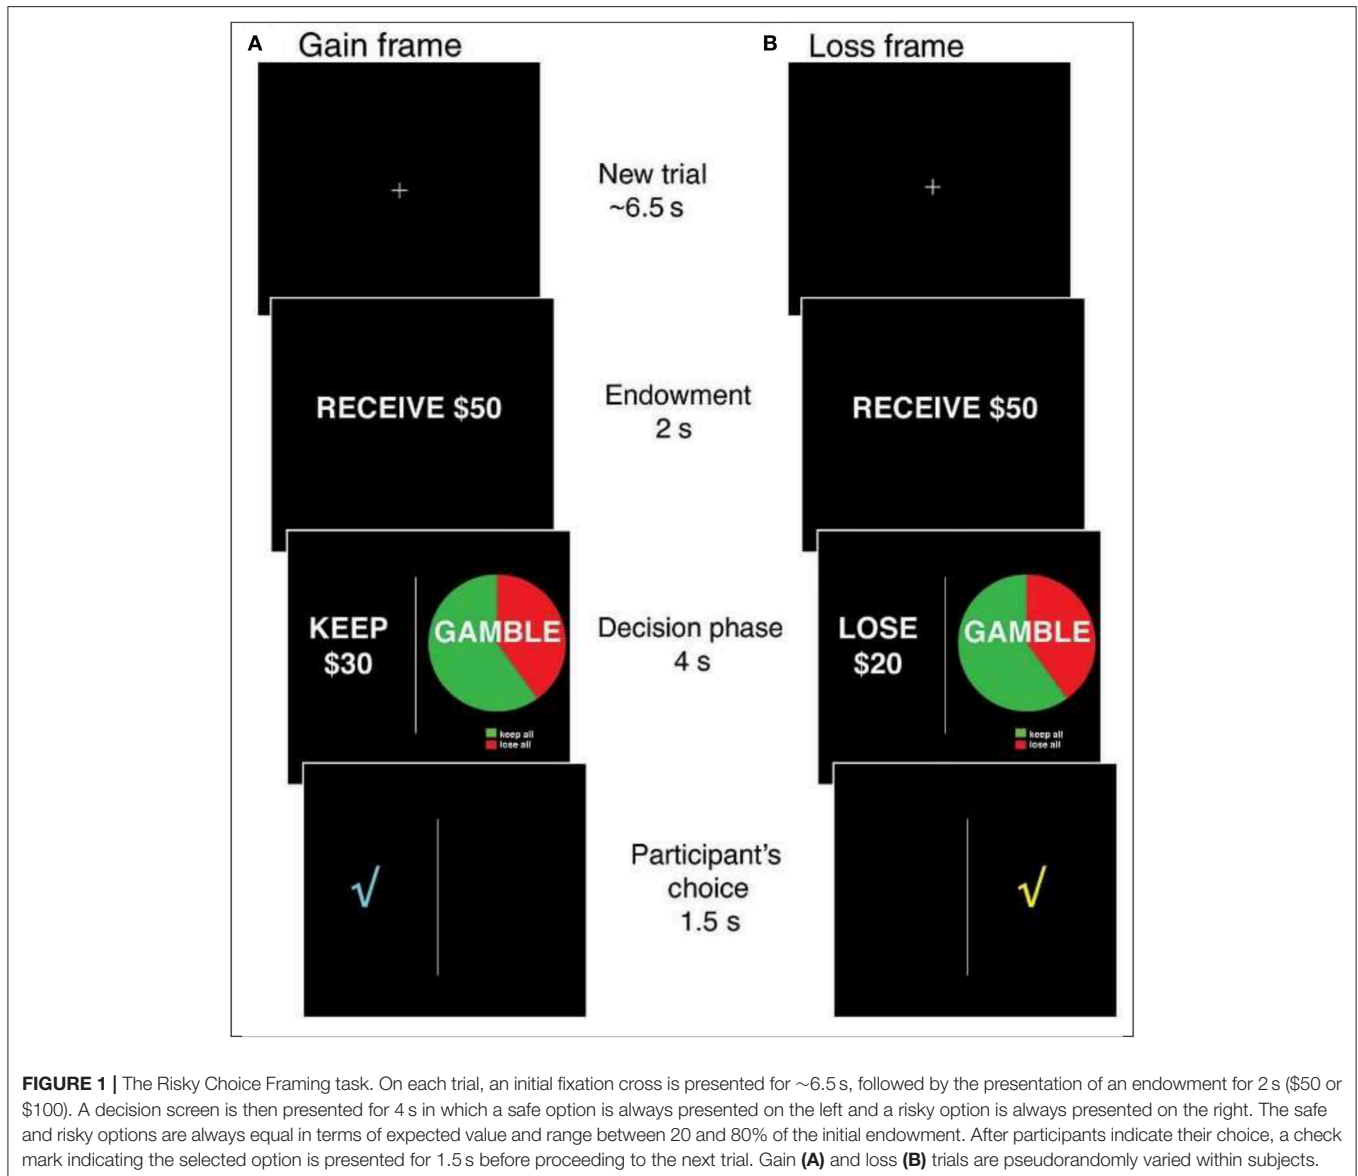 A Gain frame
B Loss frame
New trial
~6.5 s
RECEIVE $50
Endowment
2 s
RECEIVE $50
KEEP
$30
GAMBLE
keep all
lose all
Decision phase
4 s
LOSE
$20
GAMBLE
keep all
lose all
√
Participant's
choice
1.5 s
√
FIGURE 1 | The Risky Choice Framing task. On each trial, an initial fixation cross is presented for ~6.5 s, followed by the presentation of an endowment for 2 s ($50 or
$100). A decision screen is then presented for 4 s in which a safe option is always presented on the left and a risky option is always presented on the right. The safe
and risky options are always equal in terms of expected value and range between 20 and 80% of the initial endowment. After participants indicate their choice, a check
mark indicating the selected option is presented for 1.5 s before proceeding to the next trial. Gain (A) and loss (B) trials are pseudorandomly varied within subjects.